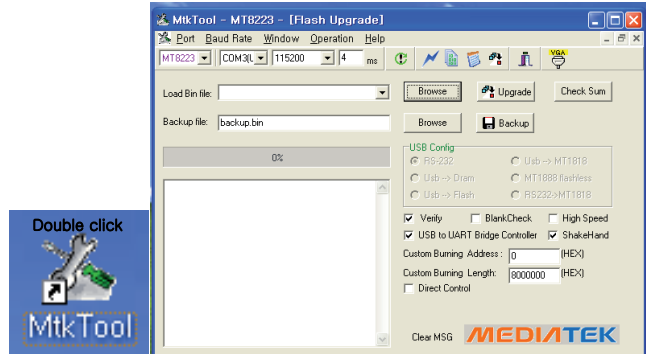 Double click
MtkTool
MtkTool - MT8223 - [Flash Upgrade]
Port Baud Rate Window Operation Help
MT8223 COM3(L 115200 4 ms VGA
Load Bin file: Browse Upgrade Check Sum
Backup file: backup.bin Browse Backup
0%
USB Config
RS-232 Usb -> MT1818
Usb -> Dram MT1888 flashless
Usb -> Flash RS232->MT1818
Verify BlankCheck High Speed
USB to UART Bridge Controller ShakeHand
Custom Burning Address : 0 (HEX)
Custom Burning Length: 8000000 (HEX)
Direct Control
Clear MSG MEDIATEK